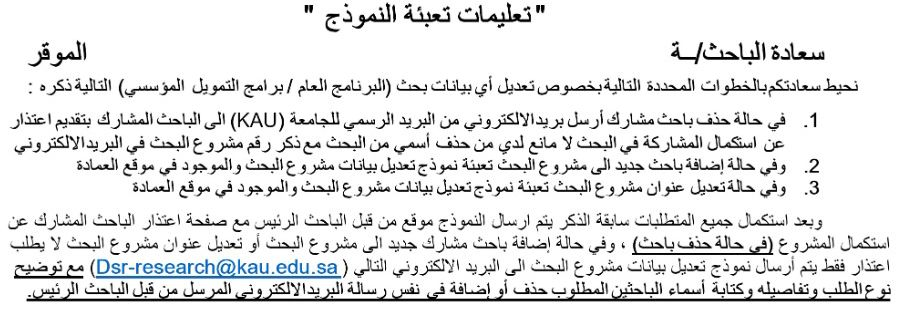 " تعليمات تعبئة النموذج "
سعادة الباحث/ــة الموقر
نحيط سعادتكم بالخطوات المحددة التالية بخصوص تعديل أي بيانات بحث (البرنامج العام / برامج التمويل المؤسسي) التالية ذكره :
1. في حالة حذف باحث مشارك أرسل بريد الالكتروني من البريد الرسمي للجامعة (KAU) الى الباحث المشارك بتقديم اعتذار
عن استكمال المشاركة في البحث لا مانع لدي من حذف أسمي من البحث مع ذكر رقم مشروع البحث في البريد الالكتروني
2. وفي حالة إضافة باحث جديد الى مشروع البحث تعبئة نموذج تعديل بيانات مشروع البحث والموجود في موقع العمادة
3. وفي حالة تعديل عنوان مشروع البحث تعبئة نموذج تعديل بيانات مشروع البحث والموجود في موقع العمادة
وبعد استكمال جميع المتطلبات سابقة الذكر يتم ارسال النموذج موقع من قبل الباحث الرئيس مع صفحة اعتذار الباحث المشارك عن
استكمال المشروع (في حالة حذف باحث) ، وفي حالة إضافة باحث مشارك جديد الى مشروع البحث أو تعديل عنوان مشروع البحث لا يطلب
اعتذار فقط يتم أرسال نموذج تعديل بيانات مشروع البحث الى البريد الالكتروني التالي (Dsr-research@kau.edu.sa) مع توضيح
نوع الطلب وتفاصيله وكتابة أسماء الباحثين المطلوب حذف أو إضافة في نفس رسالة البريد الالكتروني المرسل من قبل الباحث الرئيس.